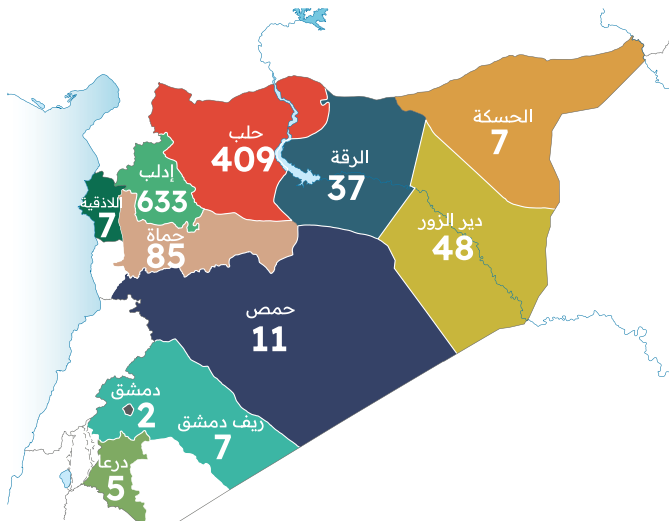 الحسكة
7
حلب
409
الرقة
37
إدلب
633
اللاذقية
7
دير الزور
48
حماة
85
حمص
11
دمشق
2
ريف دمشق
7
درعا
5